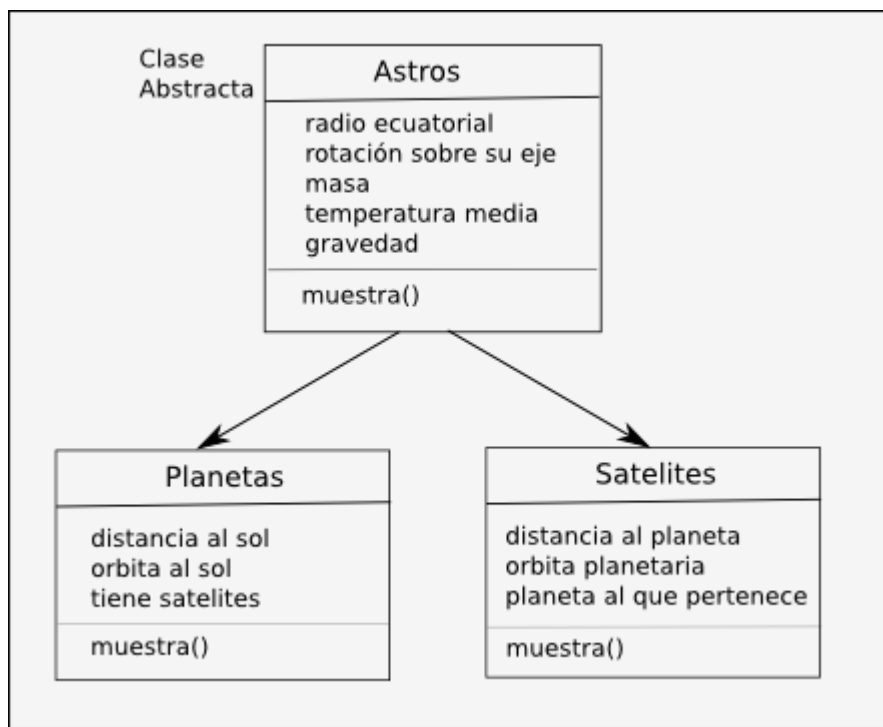 Clase
Abstracta
Astros
radio ecuatorial
rotación sobre su eje
masa
temperatura media
gravedad
muestra()
Planetas
distancia al sol
orbita al sol
tiene satelites
muestra()
Satelites
distancia al planeta
orbita planetaria
planeta al que pertenece
muestra()